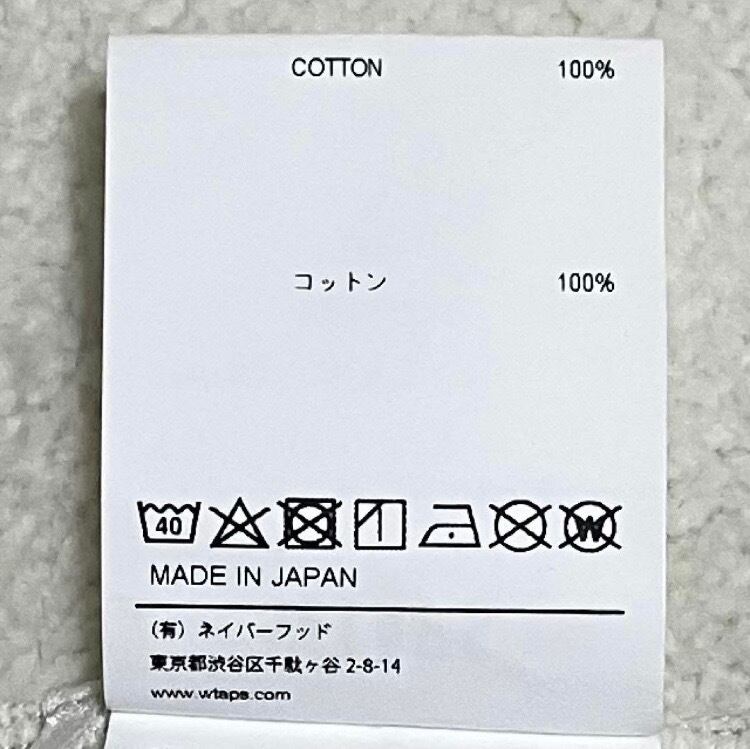 COTTON 100%
コットン 100%
40 W
MADE IN JAPAN
（有）ネイバーフッド
東京都渋谷区千駄ヶ谷 2-8-14
www.wtaps.com